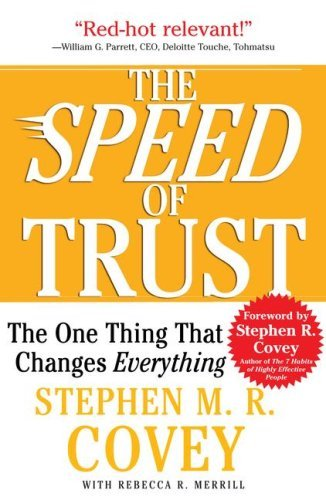 “Red-hot relevant!”
—William G. Parrett, CEO, Deloitte Touche, Tohmatsu
THE
SPEED
OF
TRUST
The One Thing That
Changes Everything
Foreword by
Stephen R.
Covey
Author of The 7 Habits
of Highly Effective
People
STEPHEN M. R.
COVEY
WITH REBECCA R. MERRILL